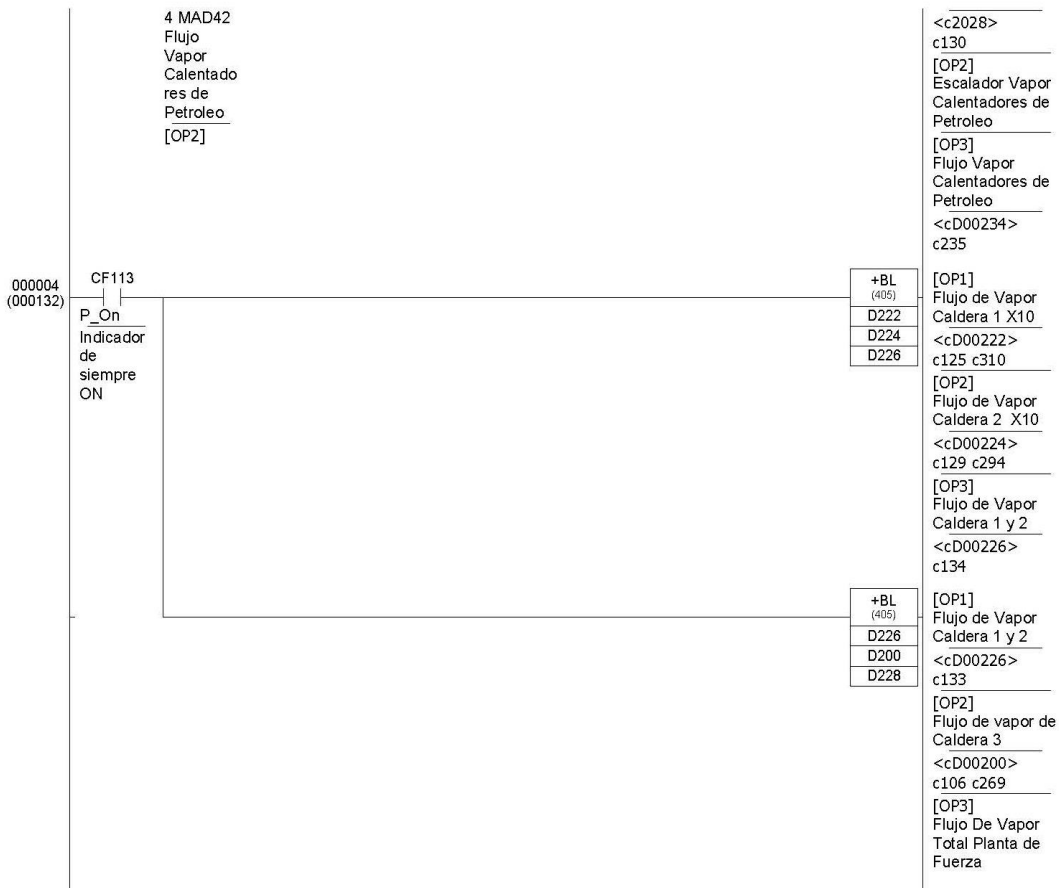 4 MAD42
Flujo
Vapor
Calentado
res de
Petroleo
[OP2]
<c2028>
c130
[OP2]
Escalador Vapor
Calentadores de
Petroleo
[OP3]
Flujo Vapor
Calentadores de
Petroleo
<cD00234>
c235
000004
(000132)
CF113
P_On
Indicador
de
siempre
ON
+BL
(405)
D222
D224
D226
[OP1]
Flujo de Vapor
Caldera 1 X10
<cD00222>
c125 c310
[OP2]
Flujo de Vapor
Caldera 2 X10
<cD00224>
c129 c294
[OP3]
Flujo de Vapor
Caldera 1 y 2
<cD00226>
c134
+BL
(405)
D226
D200
D228
[OP1]
Flujo de Vapor
Caldera 1 y 2
<cD00226>
c133
[OP2]
Flujo de vapor de
Caldera 3
<cD00200>
c106 c269
[OP3]
Flujo De Vapor
Total Planta de
Fuerza